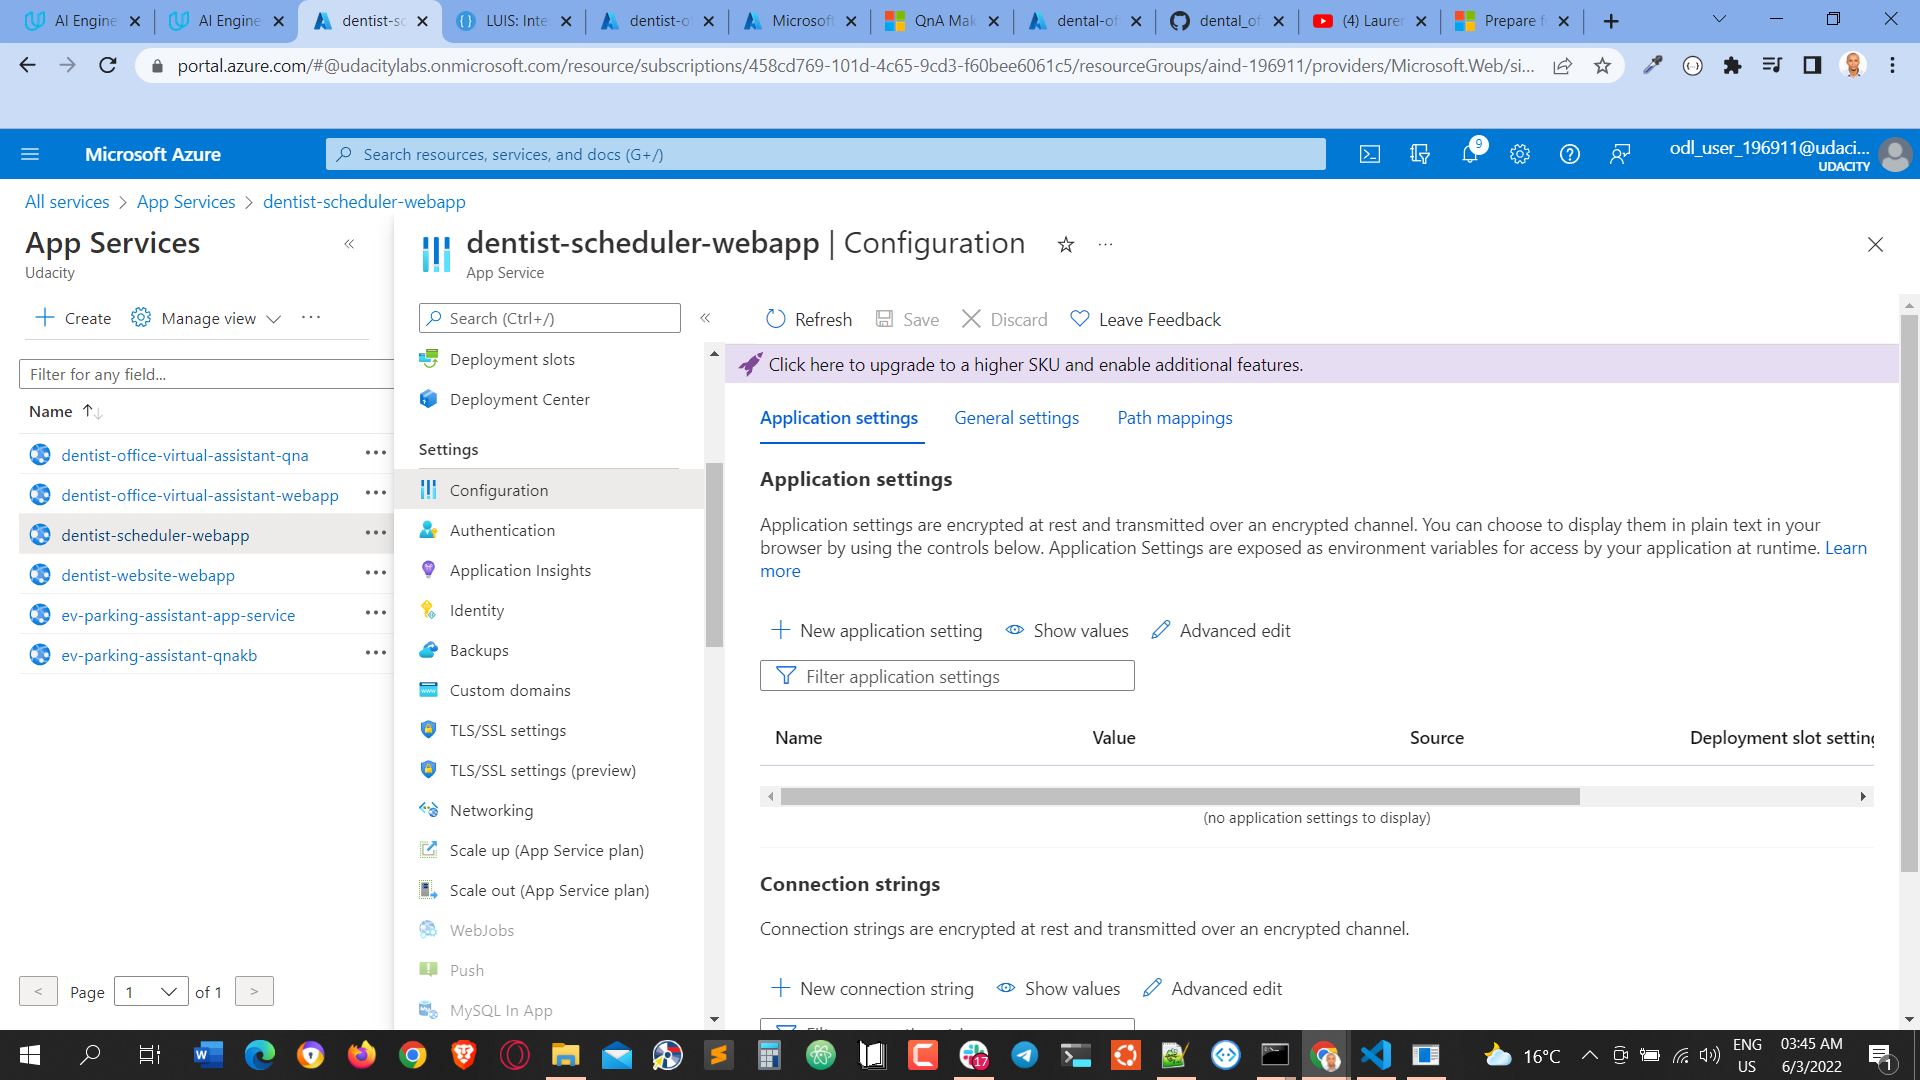 AI Engine
AI Engine
dentist-sc
LUIS: Inte
dentist-of
Microsoft
QnA Mak
dental-of
dental_of
(4) Lauren
Prepare f
portal.azure.com/#@udacitylabs.onmicrosoft.com/resource/subscriptions/458cd769-101d-4c65-9cd3-f60bee6061c5/resourceGroups/aind-196911/providers/Microsoft.Web/si...
Microsoft Azure
Search resources, services, and docs (G+/)
9
odl_user_196911@udaci...
UDACITY
All services > App Services > dentist-scheduler-webapp
App Services
Udacity
Create
Manage view
Filter for any field...
Name
dentist-office-virtual-assistant-qna
dentist-office-virtual-assistant-webapp
dentist-scheduler-webapp
dentist-website-webapp
ev-parking-assistant-app-service
ev-parking-assistant-qnakb
< Page 1 of 1 >
dentist-scheduler-webapp | Configuration
App Service
Search (Ctrl+/)
Deployment slots
Deployment Center
Settings
Configuration
Authentication
Application Insights
Identity
Backups
Custom domains
TLS/SSL settings
TLS/SSL settings (preview)
Networking
Scale up (App Service plan)
Scale out (App Service plan)
WebJobs
Push
MySQL In App
Refresh
Save
Discard
Leave Feedback
Click here to upgrade to a higher SKU and enable additional features.
Application settings
General settings
Path mappings
Application settings
Application settings are encrypted at rest and transmitted over an encrypted channel. You can choose to display them in plain text in your
browser by using the controls below. Application Settings are exposed as environment variables for access by your application at runtime. Learn
more
New application setting
Show values
Advanced edit
Filter application settings
Name
Value
Source
Deployment slot setting
(no application settings to display)
Connection strings
Connection strings are encrypted at rest and transmitted over an encrypted channel.
New connection string
Show values
Advanced edit
17
16°C
ENG
US
03:45 AM
6/3/2022
1